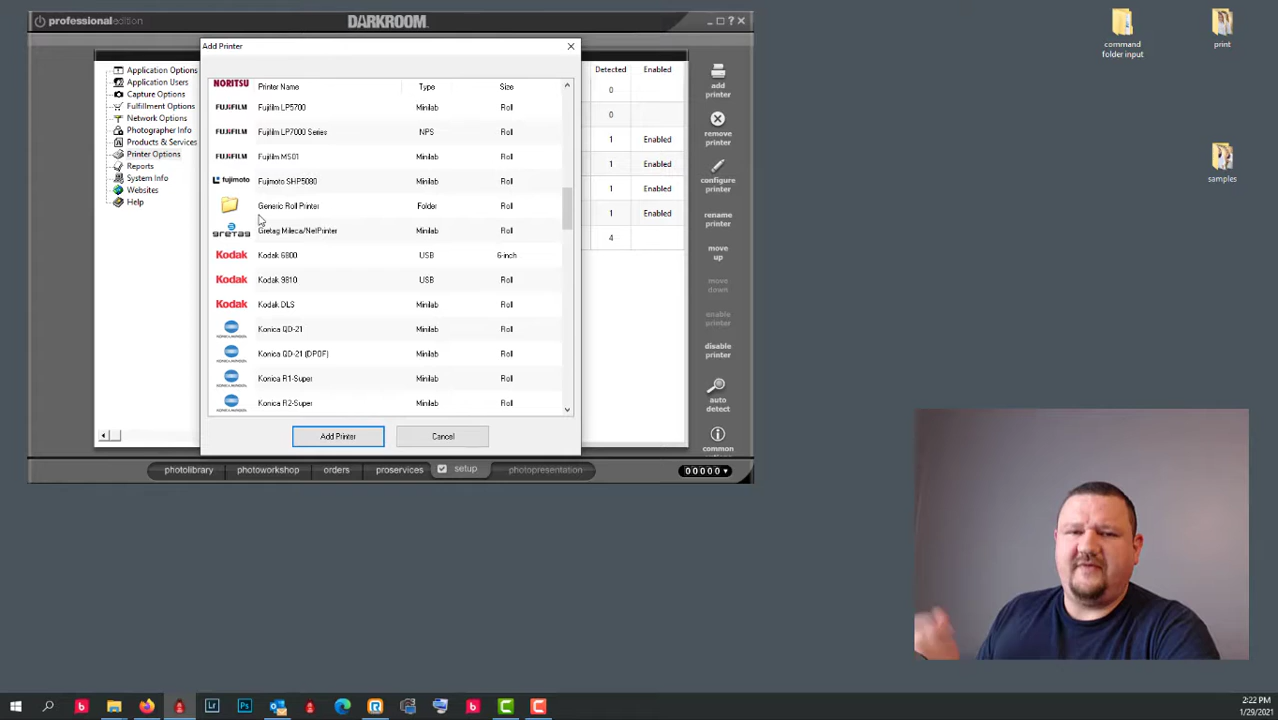 professionaledition
DARKROOM
Add Printer
Application Options
Application Users
Capture Options
Fulfillment Options
Network Options
Photographer Info
Products & Services
Printer Options
Reports
System Info
Websites
Help
NORITSU Printer Name Type Size
FUJIFILM Fujifilm LP5700 Minilab Roll
FUJIFILM Fujifilm LP7000 Series NPS Roll
FUJIFILM Fujifilm MS01 Minilab Roll
fujimoto Fujimoto SHP5080 Minilab Roll
Generic Roll Printer Folder Roll
gretag Gretag Mileca/NetPrinter Minilab Roll
Kodak Kodak 6800 USB 6-inch
Kodak Kodak 9810 USB Roll
Kodak Kodak DLS Minilab Roll
Konica QD-21 Minilab Roll
Konica QD-21 (DPOF) Minilab Roll
Konica R1-Super Minilab Roll
Konica R2-Super Minilab Roll
Add Printer Cancel
Detected Enabled
0
0
1 Enabled
1 Enabled
1 Enabled
1 Enabled
4
add
printer
remove
printer
configure
printer
rename
printer
move
up
move
down
enable
printer
disable
printer
auto
detect
common
photolibrary photoworkshop orders proservices setup photopresentation 00000
command
folder input
print
samples
Lr Ps
2:22 PM
1/29/2021